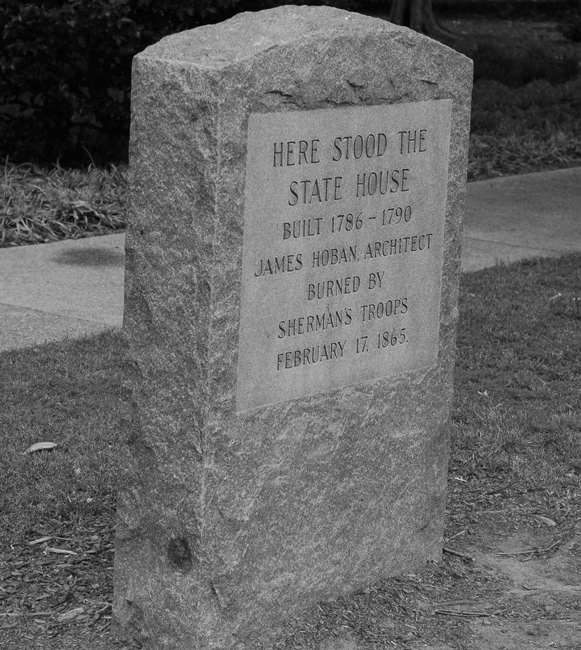 HERE STOOD THE
STATE HOUSE
BUILT 1786 - 1790
JAMES HOBAN, ARCHITECT
BURNED BY
SHERMAN'S TROOPS
FEBRUARY 17, 1865.